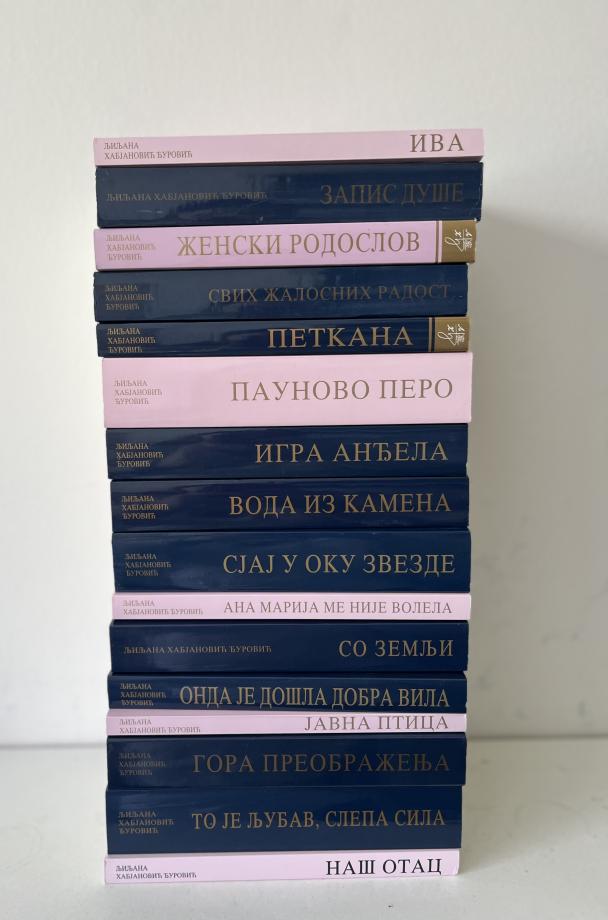 ЉИЉАНА
ХАБЈАНОВИЋ ЂУРОВИЋ
ИВА
ЉИЉАНА ХАБЈАНОВИЋ ЂУРОВИЋ
ЗАПИС ДУШЕ
ЉИЉАНА
ХАБЈАНОВИЋ
ЂУРОВИЋ
ЖЕНСКИ РОДОСЛОВ
ЉИЉАНА
ХАБЈАНОВИЋ
ЂУРОВИЋ
СВИХ ЖАЛОСНИХ РАДОСТ
ЉИЉАНА
ХАБЈАНОВИЋ
ЂУРОВИЋ
ПЕТКАНА
ЉИЉАНА
ХАБЈАНОВИЋ
ЂУРОВИЋ
ПАУНОВО ПЕРО
ЉИЉАНА
ХАБЈАНОВИЋ
ЂУРОВИЋ
ИГРА АНЂЕЛА
ЉИЉАНА
ХАБЈАНОВИЋ
ЂУРОВИЋ
ВОДА ИЗ КАМЕНА
ЉИЉАНА
ХАБЈАНОВИЋ
ЂУРОВИЋ
СЈАЈ У ОКУ ЗВЕЗДЕ
ЉИЉАНА
ХАБЈАНОВИЋ ЂУРОВИЋ
АНА МАРИЈА МЕ НИЈЕ ВОЛЕЛА
ЉИЉАНА ХАБЈАНОВИЋ ЂУРОВИЋ
СО ЗЕМЉИ
ЉИЉАНА
ХАБЈАНОВИЋ
ЂУРОВИЋ
ОНДА ЈЕ ДОШЛА ДОБРА ВИЛА
ЉИЉАНА
ХАБЈАНОВИЋ ЂУРОВИЋ
ЈАВНА ПТИЦА
ЉИЉАНА
ХАБЈАНОВИЋ
ЂУРОВИЋ
ГОРА ПРЕОБРАЖЕЊА
ЉИЉАНА
ХАБЈАНОВИЋ
ЂУРОВИЋ
ТО ЈЕ ЉУБАВ, СЛЕПА СИЛА
ЉИЉАНА
ХАБЈАНОВИЋ ЂУРОВИЋ
НАШ ОТАЦ